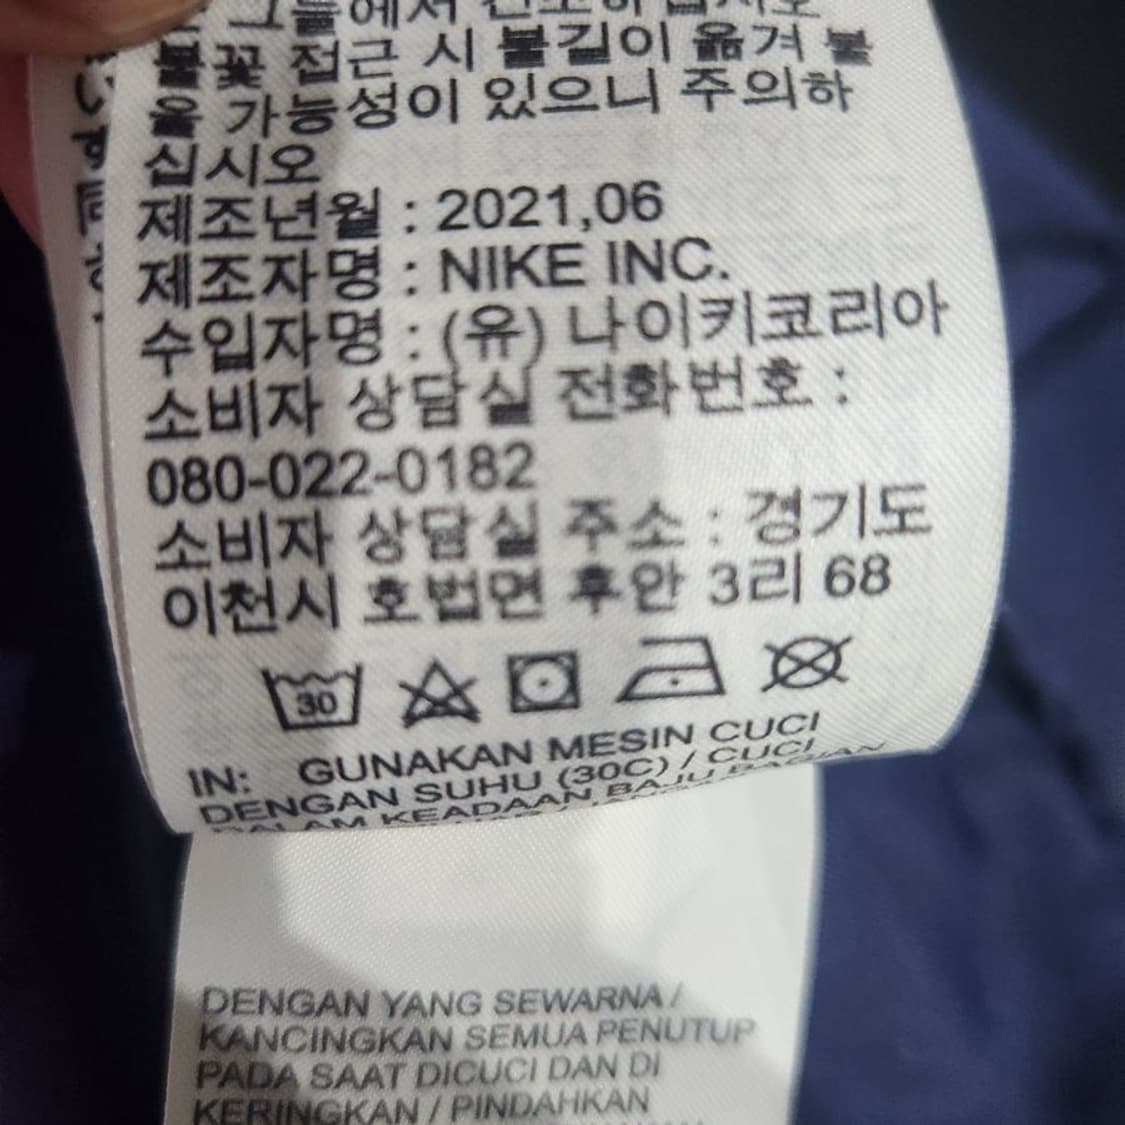 불꽃 접근 시 불길이 옮겨 붙
을 가능성이 있으니 주의하
십시오
제조년월 : 2021,06
제조자명 : NIKE INC.
수입자명 : (유) 나이키코리아
소비자 상담실 전화번호 :
080-022-0182
소비자 상담실 주소 : 경기도
이천시 호법면 후안 3리 68
30
IN: GUNAKAN MESIN CUCI
DENGAN SUHU (30C) / CUCI
DALAM KEADAAN BAJU BAGIAN
DENGAN YANG SEWARNA /
KANCINGKAN SEMUA PENUTUP
PADA SAAT DICUCI DAN DI
KERINGKAN / PINDAHKAN